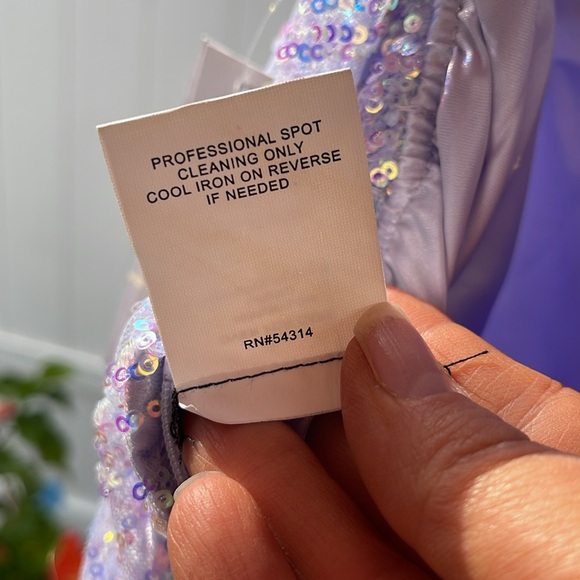 PROFESSIONAL SPOT
CLEANING ONLY
COOL IRON ON REVERSE
IF NEEDED
RN#54314